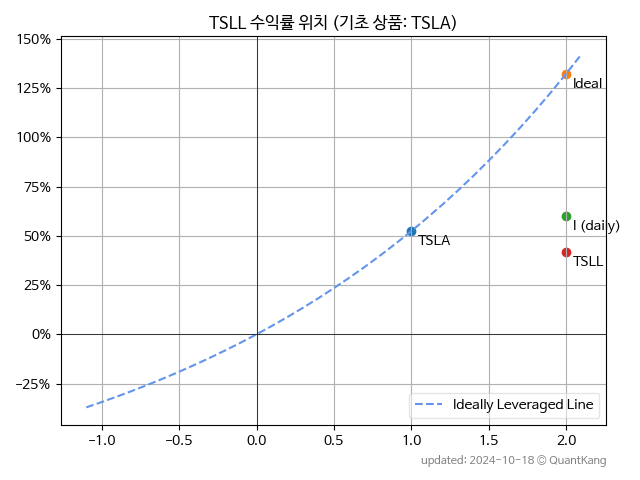 TSLL 수익률 위치 (기초 상품: TSLA)
150%
125%
100%
75%
50%
25%
0%
−25%
Ideal
I (daily)
TSLA
TSLL
Ideally Leveraged Line
−1.0 −0.5 0.0 0.5 1.0 1.5 2.0
updated: 2024-10-18 © QuantKang